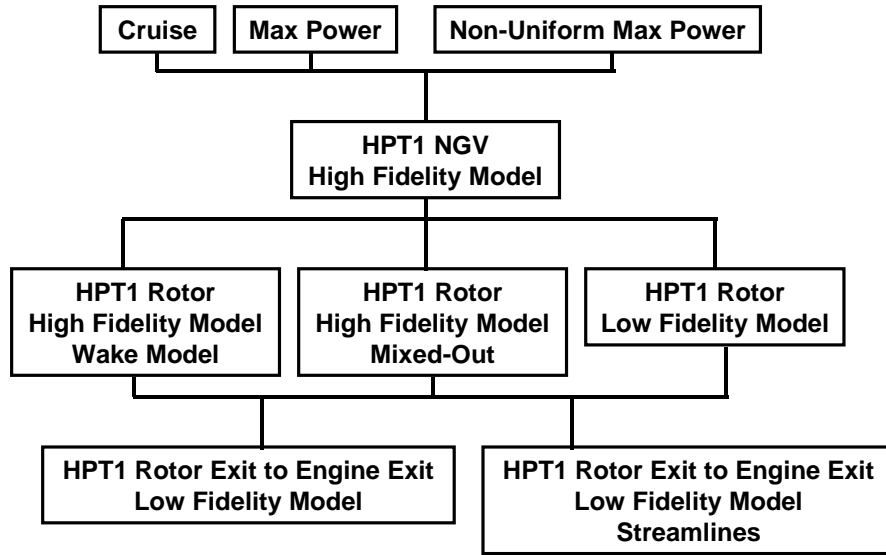 Cruise
Max Power
Non-Uniform Max Power
HPT1 NGV
High Fidelity Model
HPT1 Rotor
High Fidelity Model
Wake Model
HPT1 Rotor
High Fidelity Model
Mixed-Out
HPT1 Rotor
Low Fidelity Model
HPT1 Rotor Exit to Engine Exit
Low Fidelity Model
HPT1 Rotor Exit to Engine Exit
Low Fidelity Model
Streamlines